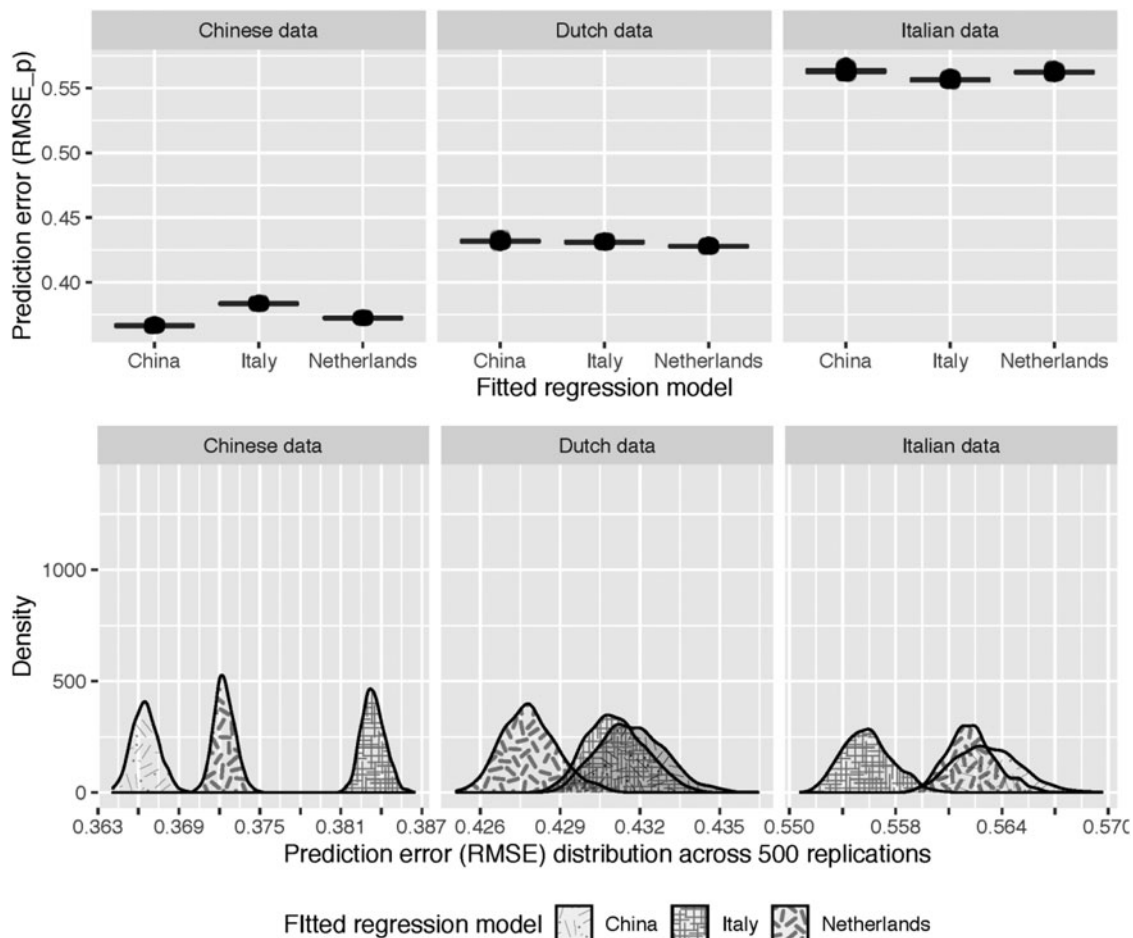 Chinese data Dutch data Italian data
Prediction error (RMSE_p)
0.55
0.50
0.45
0.40
China Italy Netherlands China Italy Netherlands China Italy Netherlands
Fitted regression model
Chinese data Dutch data Italian data
Density
1000
500
0
0.363 0.369 0.375 0.381 0.387 0.426 0.429 0.432 0.435 0.550 0.558 0.564 0.570
Prediction error (RMSE) distribution across 500 replications
FItted regression model China Italy Netherlands